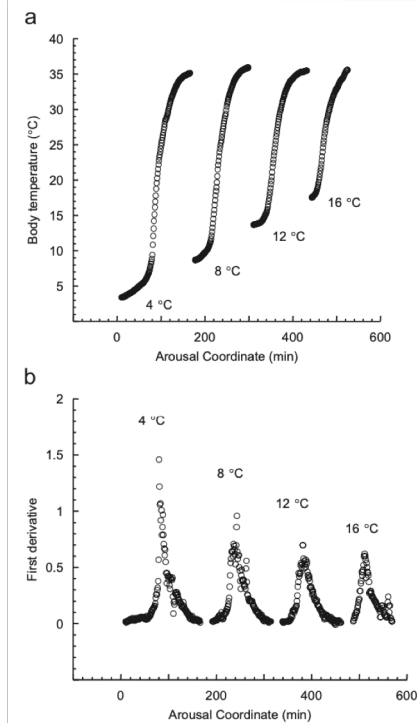 a
40
35
30
25
20
15
10
5
Body temperature (°C)
4 °C
8 °C
12 °C
16 °C
0
200
400
600
Arousal Coordinate (min)
b
2
1.5
1
0.5
0
First derivative
4 °C
8 °C
12 °C
16 °C
0
200
400
600
Arousal Coordinate (min)